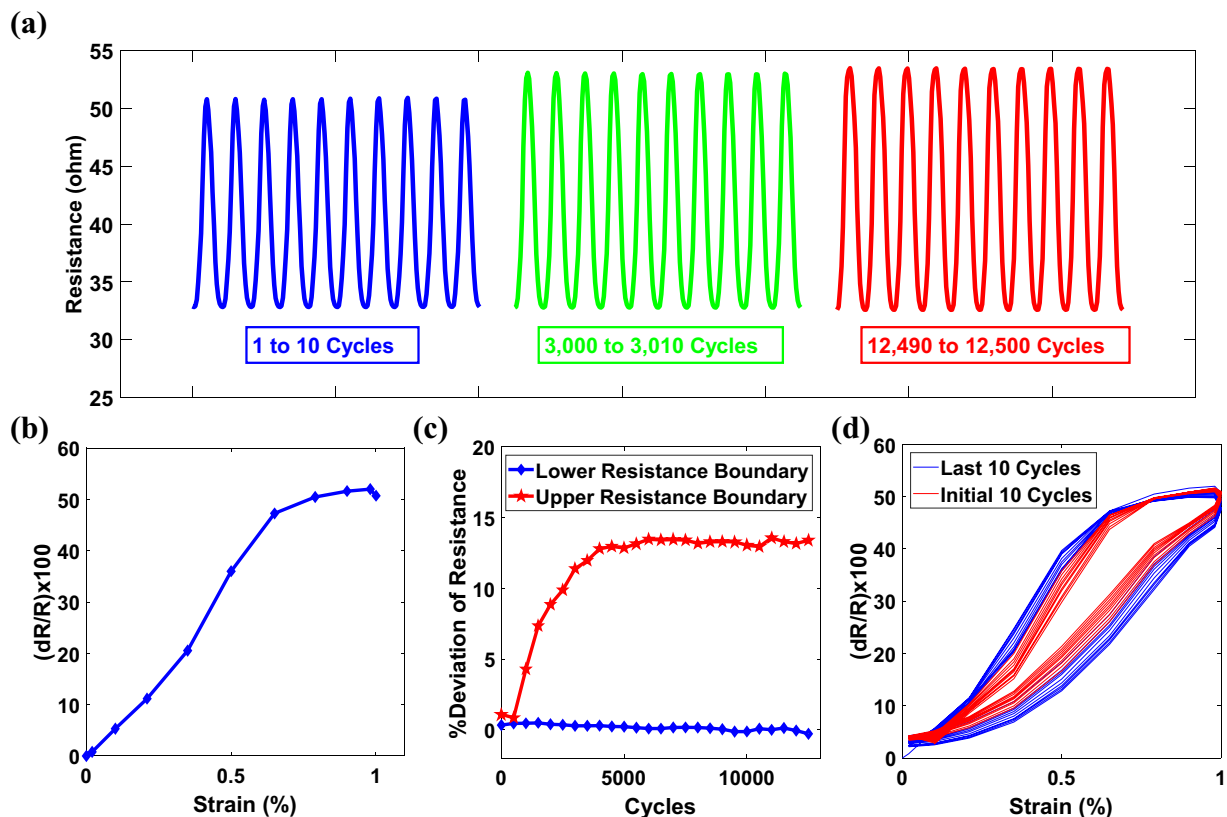 (a)
55
50
45
40
35
30
25
Resistance (ohm)
1 to 10 Cycles
3,000 to 3,010 Cycles
12,490 to 12,500 Cycles
(b)
60
50
40
30
20
10
0
(dR/R)x100
0
0.5
1
Strain (%)
(c)
20
15
10
5
0
%Deviation of Resistance
Lower Resistance Boundary
Upper Resistance Boundary
0
5000
10000
Cycles
(d)
60
50
40
30
20
10
0
(dR/R)x100
Last 10 Cycles
Initial 10 Cycles
0
0.5
1
Strain (%)